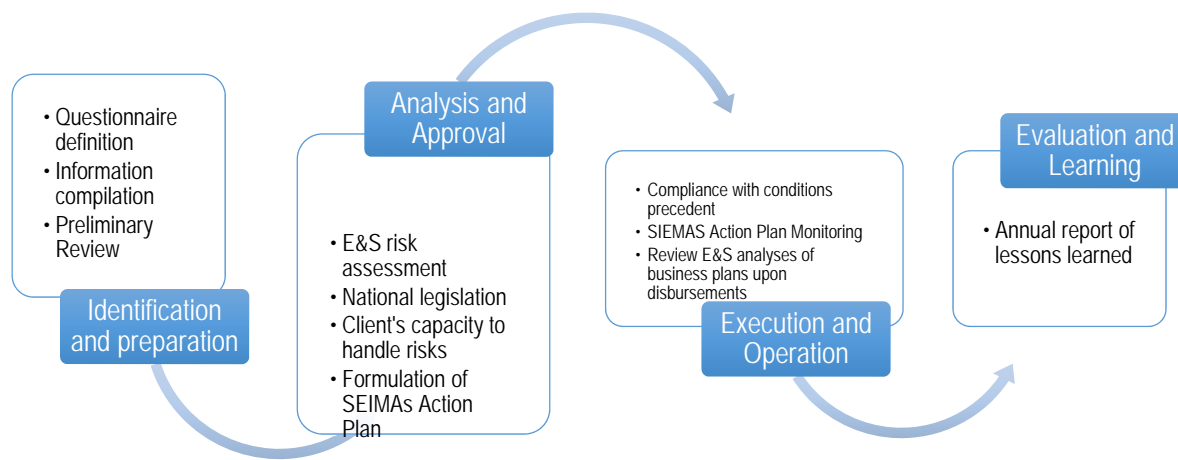 • Questionnaire
definition
• Information
compilation
• Preliminary
Review
Identification
and preparation
Analysis and
Approval
• E&S risk
assessment
• National legislation
• Client's capacity to
handle risks
• Formulation of
SEIMAs Action
Plan
• Compliance with conditions
precedent
• SIEMAS Action Plan Monitoring
• Review E&S analyses of
business plans upon
disbursements
Execution and
Operation
Evaluation and
Learning
• Annual report of
lessons learned